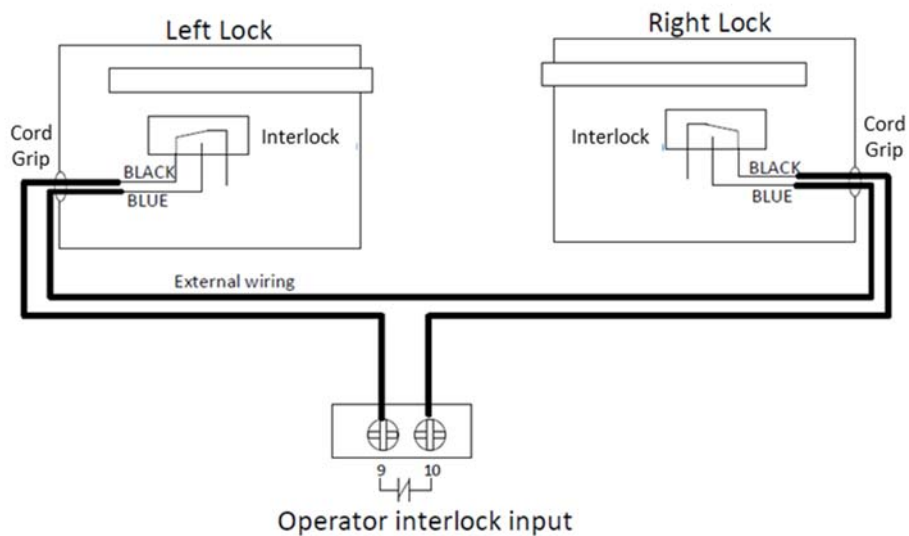 Left Lock
Right Lock
Cord
Grip
Interlock
Interlock
Cord
Grip
BLACK
BLUE
BLACK
BLUE
External wiring
9 10
Operator interlock input